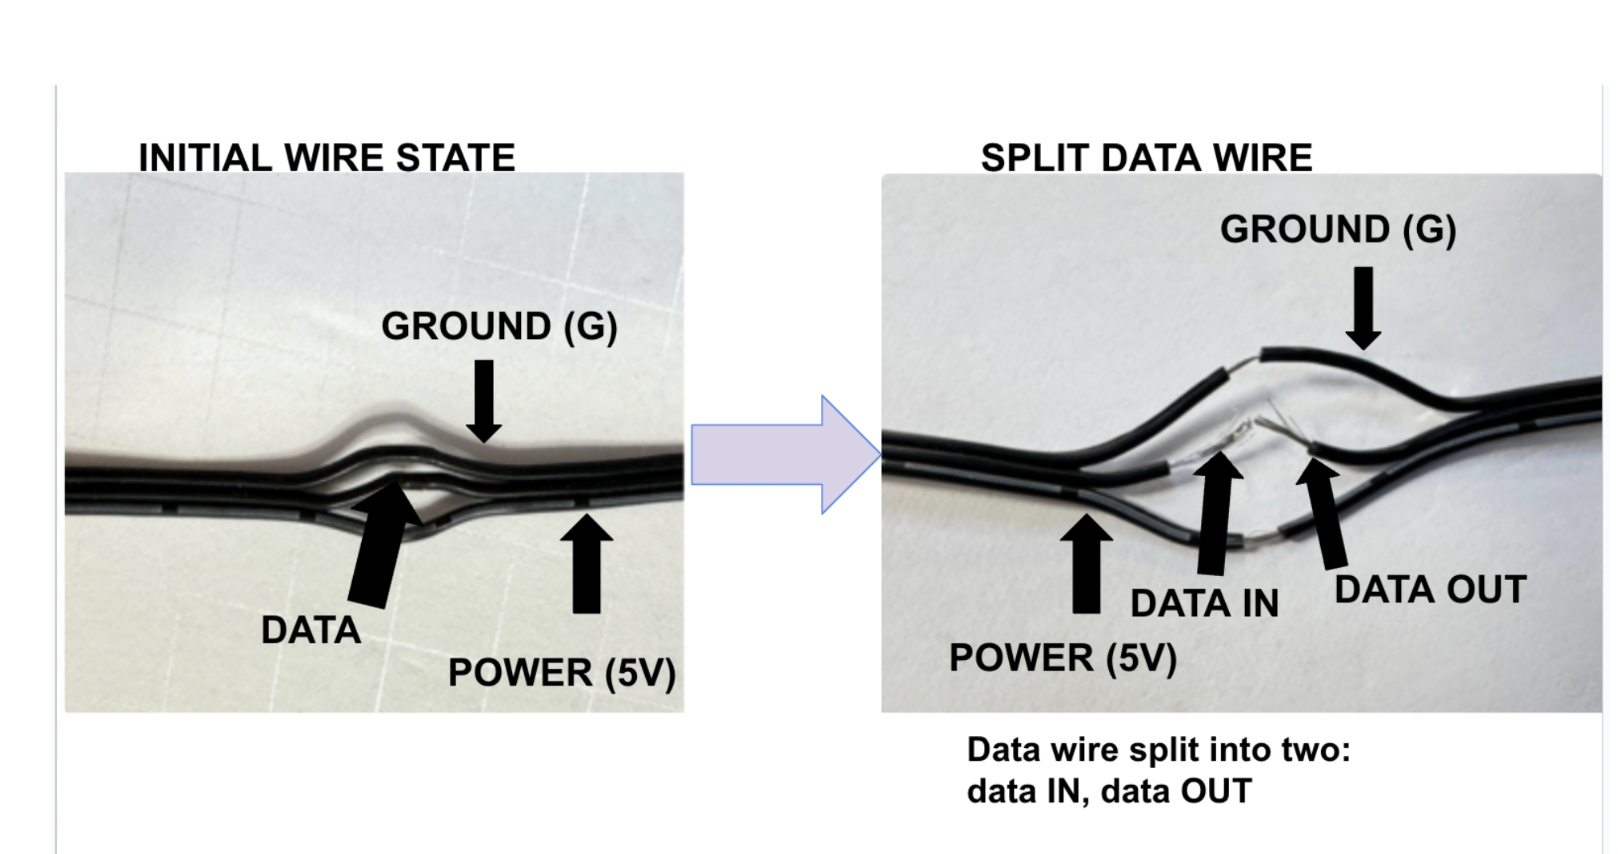 INITIAL WIRE STATE
GROUND (G)
DATA
POWER (5V)
SPLIT DATA WIRE
GROUND (G)
DATA IN
DATA OUT
POWER (5V)
Data wire split into two:
data IN, data OUT